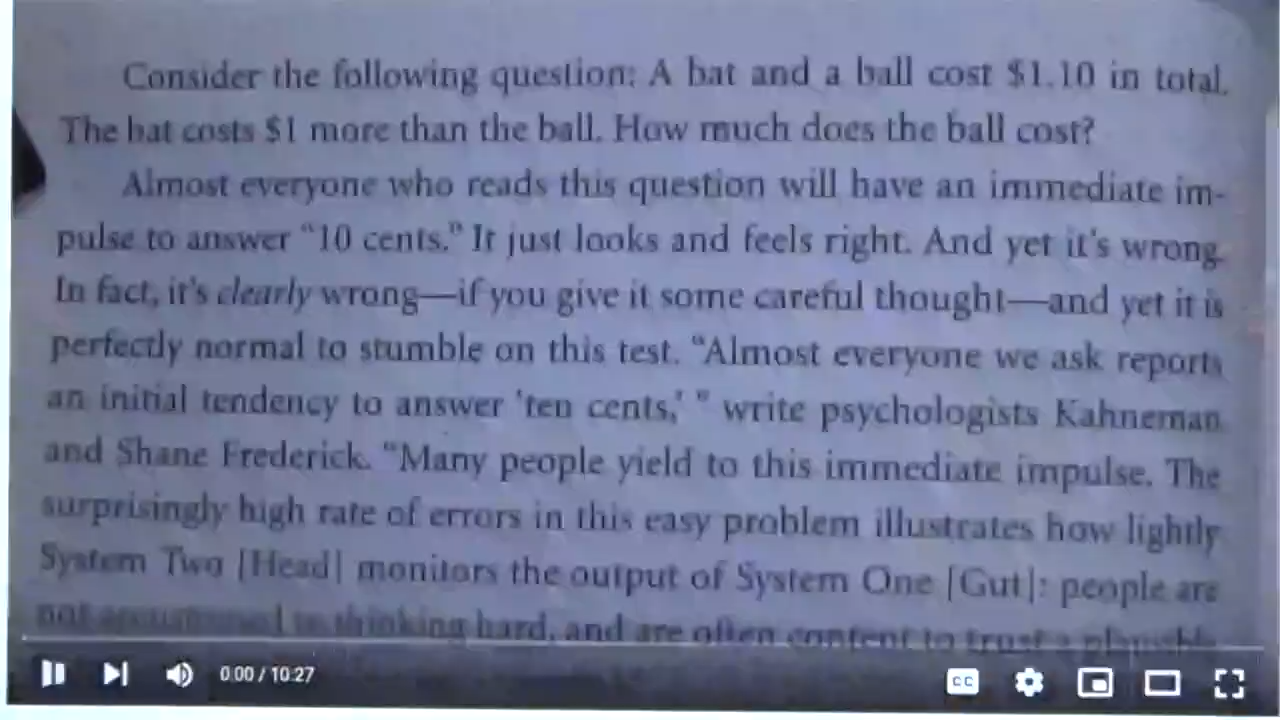 Consider the following question: A bat and a ball cost $1.10 in total.
The bat costs $1 more than the ball. How much does the ball cost?
Almost everyone who reads this question will have an immediate im-
pulse to answer "10 cents." It just looks and feels right. And yet it's wrong.
In fact, it's clearly wrong—if you give it some careful thought—and yet it is
perfectly normal to stumble on this test. "Almost everyone we ask reports
an initial tendency to answer 'ten cents,' " write psychologists Kahneman
and Shane Frederick. "Many people yield to this immediate impulse. The
surprisingly high rate of errors in this easy problem illustrates how lightly
System Two [Head] monitors the output of System One [Gut]: people are
not accustomed to thinking hard, and are often content to trust a plausible
0:00 / 10:27
CC